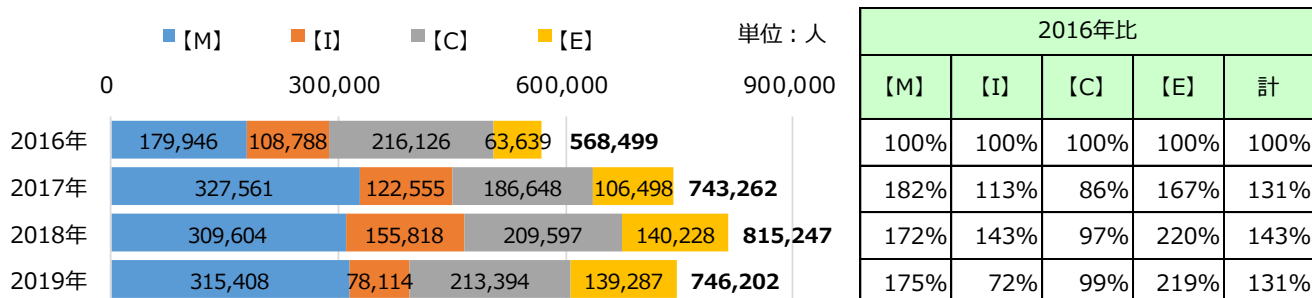 【M】 【I】 【C】 【E】 単位：人
0 300,000 600,000 900,000
2016年 179,946 108,788 216,126 63,639 568,499
2017年 327,561 122,555 186,648 106,498 743,262
2018年 309,604 155,818 209,597 140,228 815,247
2019年 315,408 78,114 213,394 139,287 746,202
2016年比
【M】 【I】 【C】 【E】 計
100% 100% 100% 100% 100%
182% 113% 86% 167% 131%
172% 143% 97% 220% 143%
175% 72% 99% 219% 131%